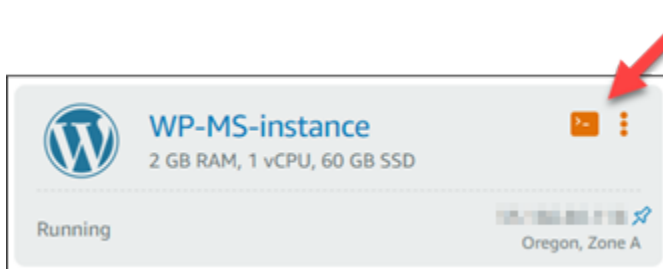 WP-MS-instance
2 GB RAM, 1 vCPU, 60 GB SSD
Running
Oregon, Zone A